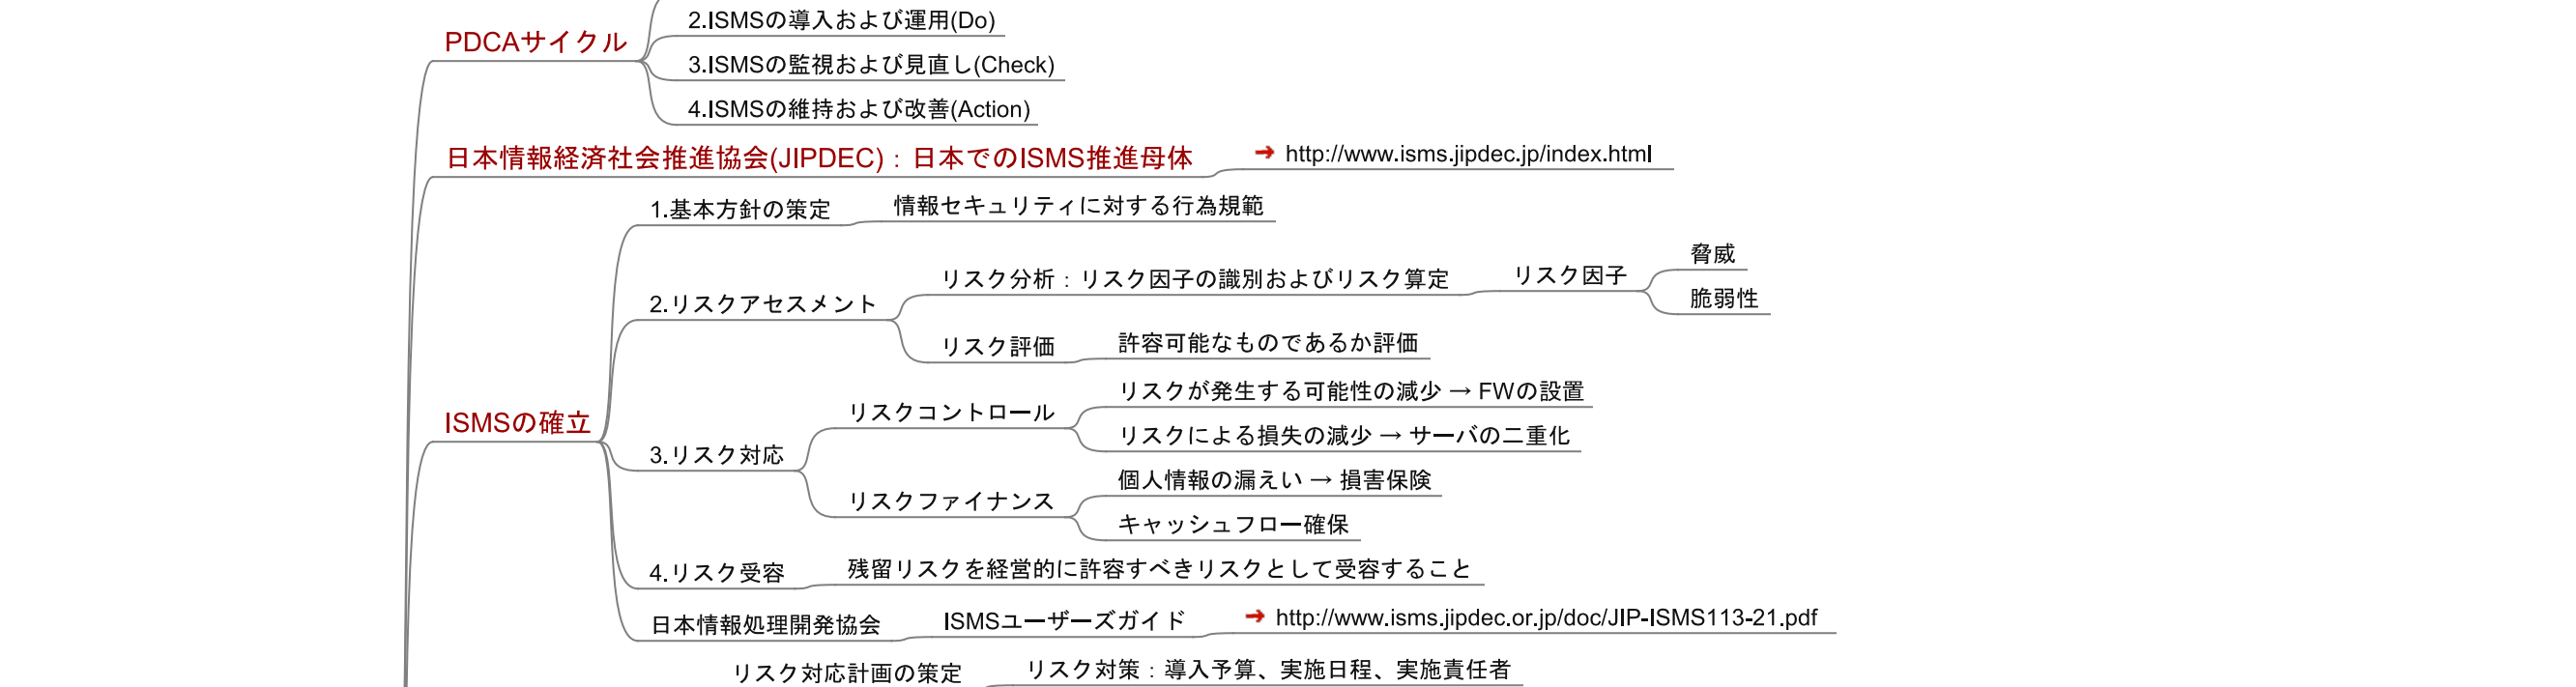 2.ISMSの導入および運用(Do)
PDCAサイクル
3.ISMSの監視および見直し(Check)
4.ISMSの維持および改善(Action)
日本情報経済社会推進協会(JIPDEC)：日本でのISMS推進母体
➜ http://www.isms.jipdec.jp/index.html
1.基本方針の策定
情報セキュリティに対する行為規範
2.リスクアセスメント
リスク分析：リスク因子の識別およびリスク算定
リスク因子
脅威
脆弱性
リスク評価
許容可能なものであるか評価
ISMSの確立
3.リスク対応
リスクコントロール
リスクが発生する可能性の減少 → FWの設置
リスクによる損失の減少 → サーバの二重化
リスクファイナンス
個人情報の漏えい → 損害保険
キャッシュフロー確保
4.リスク受容
残留リスクを経営的に許容すべきリスクとして受容すること
日本情報処理開発協会
ISMSユーザーズガイド
➜ http://www.isms.jipdec.or.jp/doc/JIP-ISMS113-21.pdf
リスク対応計画の策定
リスク対策：導入予算、実施日程、実施責任者